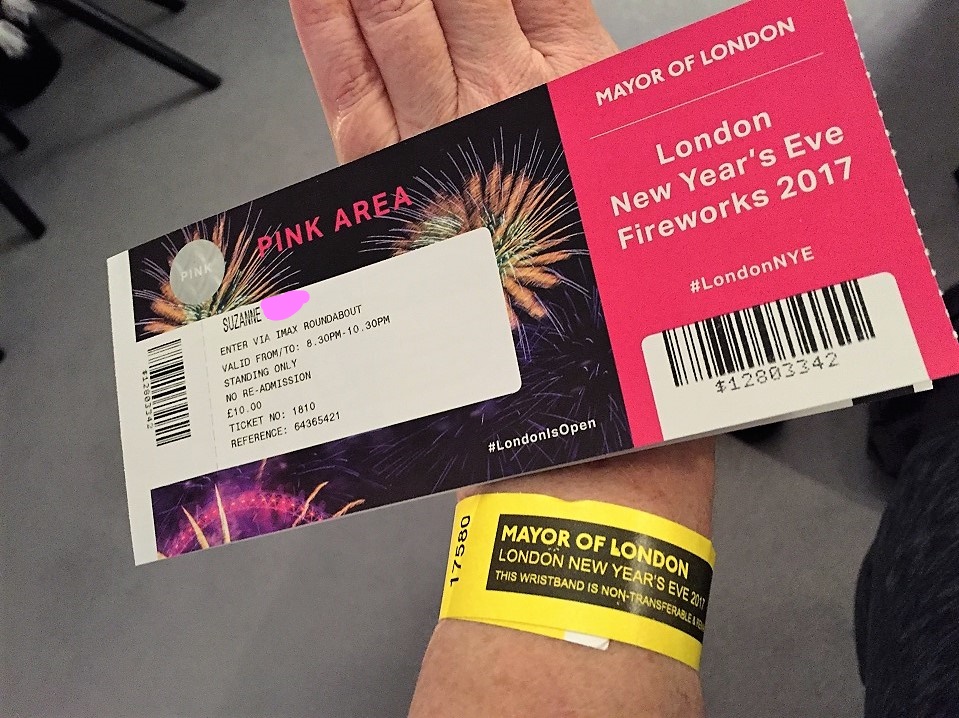 MAYOR OF LONDON
London
New Year's Eve
Fireworks 2017
#LondonNYE
$12803342
PINK AREA
PINK
SUZANNE
ENTER VIA IMAX ROUNDABOUT
VALID FROM/TO: 8.30PM-10.30PM
STANDING ONLY
NO RE-ADMISSION
£10.00
TICKET NO: 1810
REFERENCE: 64365421
$12803342
#LondonIsOpen
17580
MAYOR OF LONDON
LONDON NEW YEAR'S EVE 2017
THIS WRISTBAND IS NON-TRANSFERABLE &